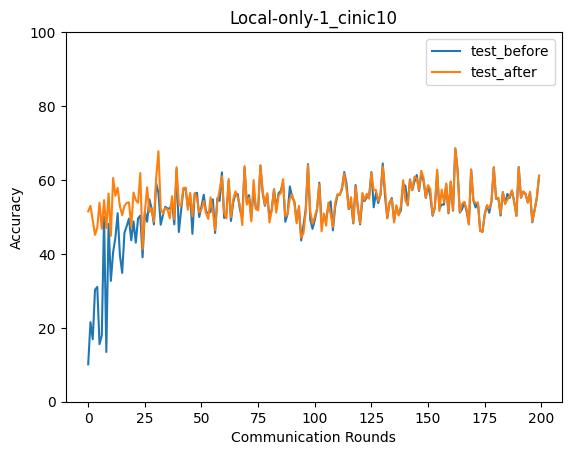 Local-only-1_cinic10
test_before
test_after
Accuracy
100
80
60
40
20
0
0 25 50 75 100 125 150 175 200
Communication Rounds